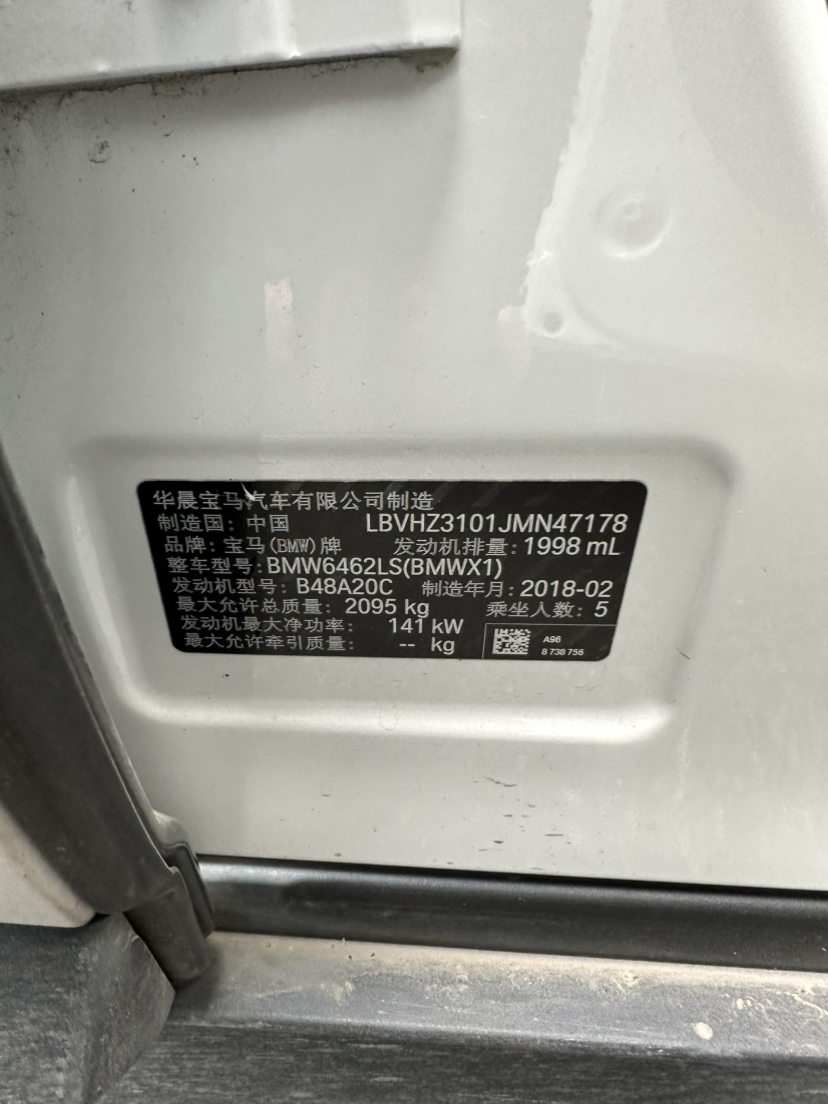 华晨宝马汽车有限公司制造
制造国：中国 LBVHZ3101JMN47178
品牌：宝马(BMW)牌 发动机排量：1998 mL
整车型号：BMW6462LS(BMWX1)
发动机型号：B48A20C 制造年月：2018-02
最大允许总质量：2095 kg 乘坐人数：5
发动机最大净功率：141 kW
最大允许牵引质量：-- kg
A96
8 738 756